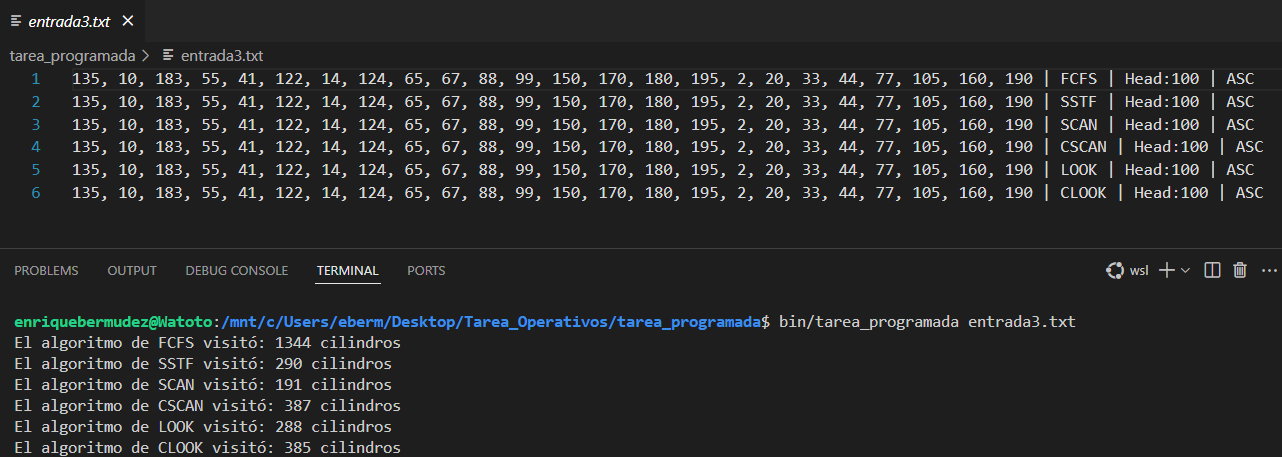 entrada3.txt ×
tarea_programada > entrada3.txt
1 135, 10, 183, 55, 41, 122, 14, 124, 65, 67, 88, 99, 150, 170, 180, 195, 2, 20, 33, 44, 77, 105, 160, 190 | FCFS | Head:100 | ASC
2 135, 10, 183, 55, 41, 122, 14, 124, 65, 67, 88, 99, 150, 170, 180, 195, 2, 20, 33, 44, 77, 105, 160, 190 | SSTF | Head:100 | ASC
3 135, 10, 183, 55, 41, 122, 14, 124, 65, 67, 88, 99, 150, 170, 180, 195, 2, 20, 33, 44, 77, 105, 160, 190 | SCAN | Head:100 | ASC
4 135, 10, 183, 55, 41, 122, 14, 124, 65, 67, 88, 99, 150, 170, 180, 195, 2, 20, 33, 44, 77, 105, 160, 190 | CSCAN | Head:100 | ASC
5 135, 10, 183, 55, 41, 122, 14, 124, 65, 67, 88, 99, 150, 170, 180, 195, 2, 20, 33, 44, 77, 105, 160, 190 | LOOK | Head:100 | ASC
6 135, 10, 183, 55, 41, 122, 14, 124, 65, 67, 88, 99, 150, 170, 180, 195, 2, 20, 33, 44, 77, 105, 160, 190 | CLOOK | Head:100 | ASC
PROBLEMS OUTPUT DEBUG CONSOLE TERMINAL PORTS wsl
enriquebermudez@Watoto:/mnt/c/Users/eberm/Desktop/Tarea_Operativos/tarea_programada$ bin/tarea_programada entrada3.txt
El algoritmo de FCFS visitó: 1344 cilindros
El algoritmo de SSTF visitó: 290 cilindros
El algoritmo de SCAN visitó: 191 cilindros
El algoritmo de CSCAN visitó: 387 cilindros
El algoritmo de LOOK visitó: 288 cilindros
El algoritmo de CLOOK visitó: 385 cilindros